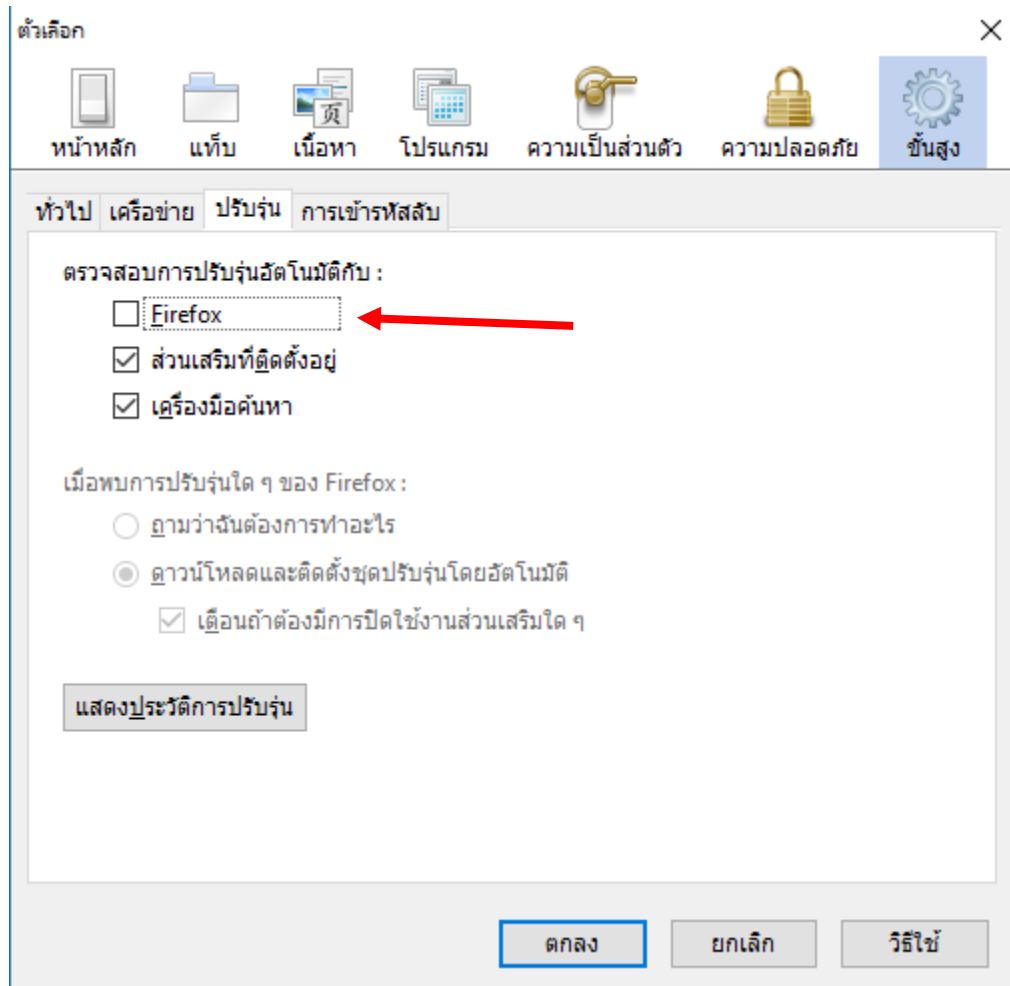 ตัวเลือก
หน้าหลัก แท็บ เนื้อหา โปรแกรม ความเป็นส่วนตัว ความปลอดภัย ขั้นสูง
页
ทั่วไป เครือข่าย ปรับรุ่น การเข้ารหัสลับ
ตรวจสอบการปรับรุ่นอัตโนมัติกับ :
Firefox
ส่วนเสริมที่ติดตั้งอยู่
เครื่องมือค้นหา
เมื่อพบการปรับรุ่นใด ๆ ของ Firefox :
ถามว่าฉันต้องการทำอะไร
ดาวน์โหลดและติดตั้งชุดปรับรุ่นโดยอัตโนมัติ
เตือนถ้าต้องมีการปิดใช้งานส่วนเสริมใด ๆ
แสดงประวัติการปรับรุ่น
ตกลง ยกเลิก วิธีใช้